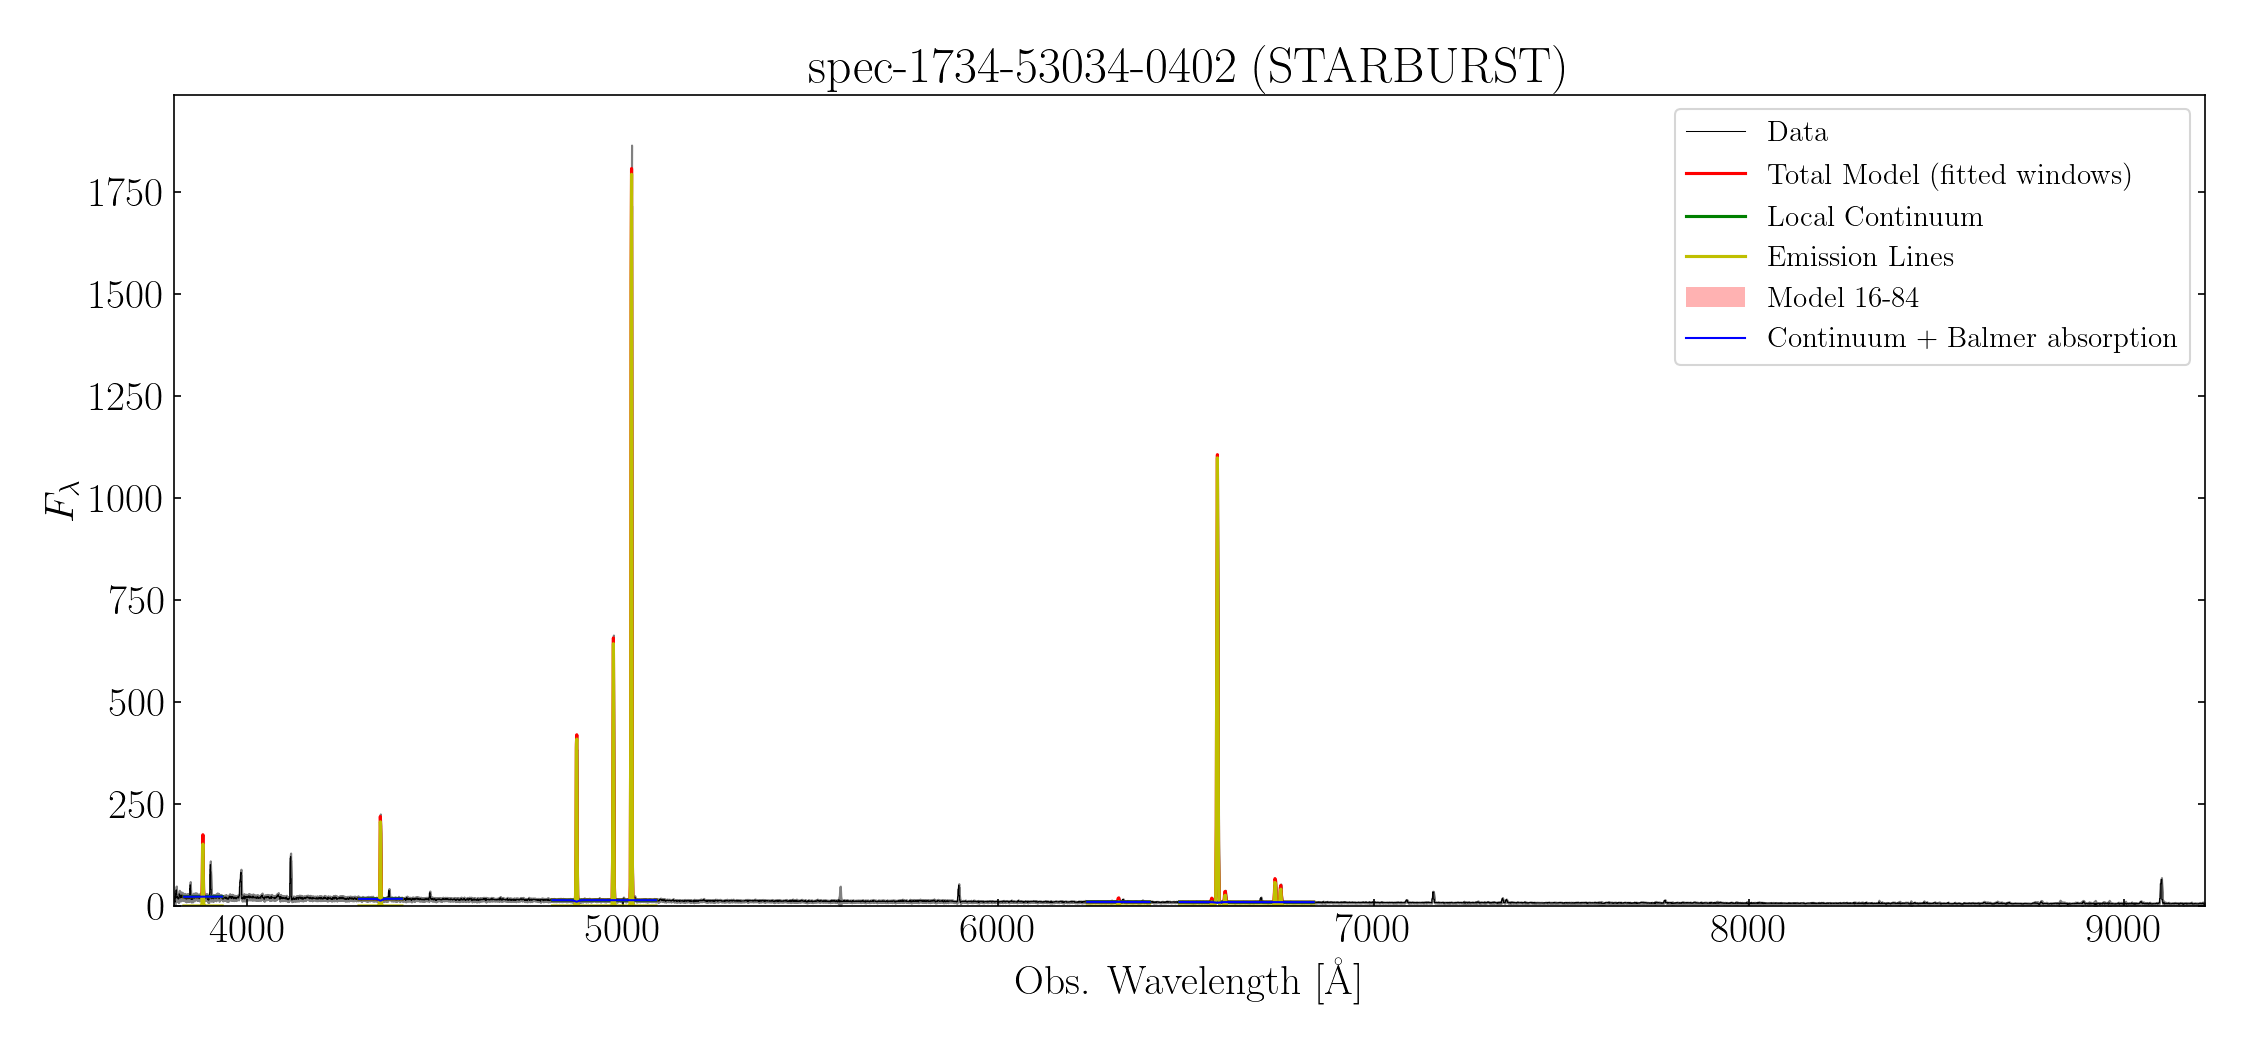 spec-1734-53034-0402 (STARBURST)
Data
Total Model (fitted windows)
Local Continuum
Emission Lines
Model 16-84
Continuum + Balmer absorption
1750
1500
1250
1000
750
500
250
0
Fλ
4000 5000 6000 7000 8000 9000
Obs. Wavelength [Å]